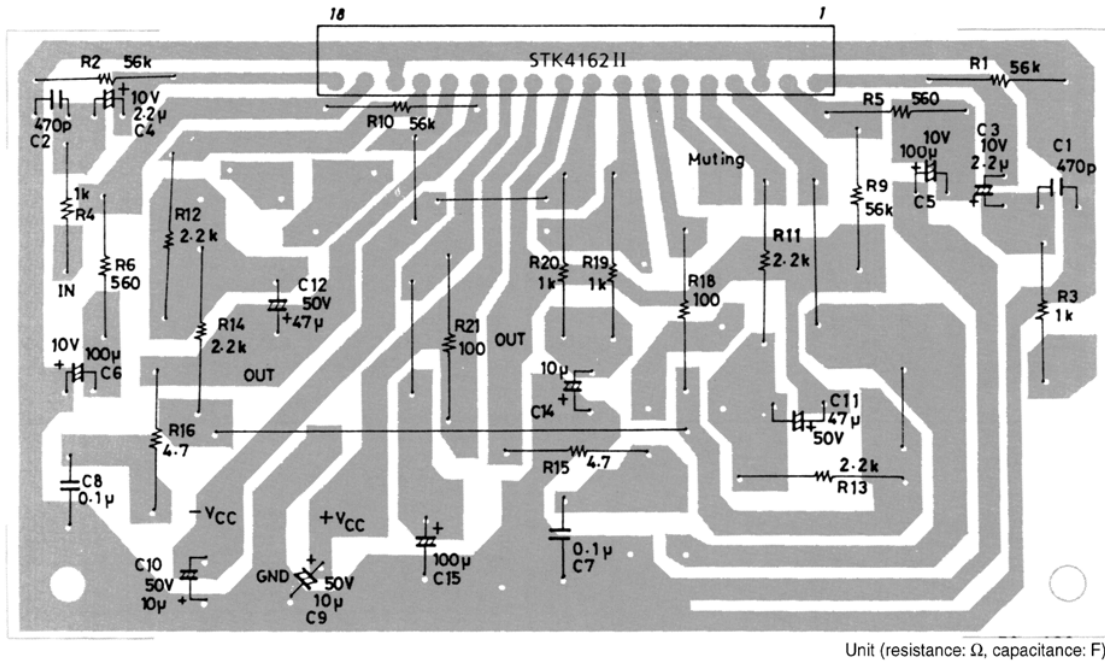 18
1
STK4162 II
R2
56k
10V
2.2μ
C4
470p
C2
R10
56k
R1
56k
R5
560
10V
100μ
C5
C3
10V
2.2μ
C1
470p
Muting
1k
R4
R12
2.2k
R9
56k
R11
2.2k
R6
560
IN
C12
50V
47μ
R20
1k
R19
1k
R18
100
R3
1k
R14
2.2k
R21
100
OUT
10V
100μ
C6
OUT
10μ
C14
C11
47μ
50V
R16
4.7
R15
4.7
2.2k
R13
C8
0.1μ
-VCC
+VCC
100μ
C15
0.1μ
C7
C10
50V
10μ
GND
50V
10μ
C9
Unit (resistance: Ω, capacitance: F)